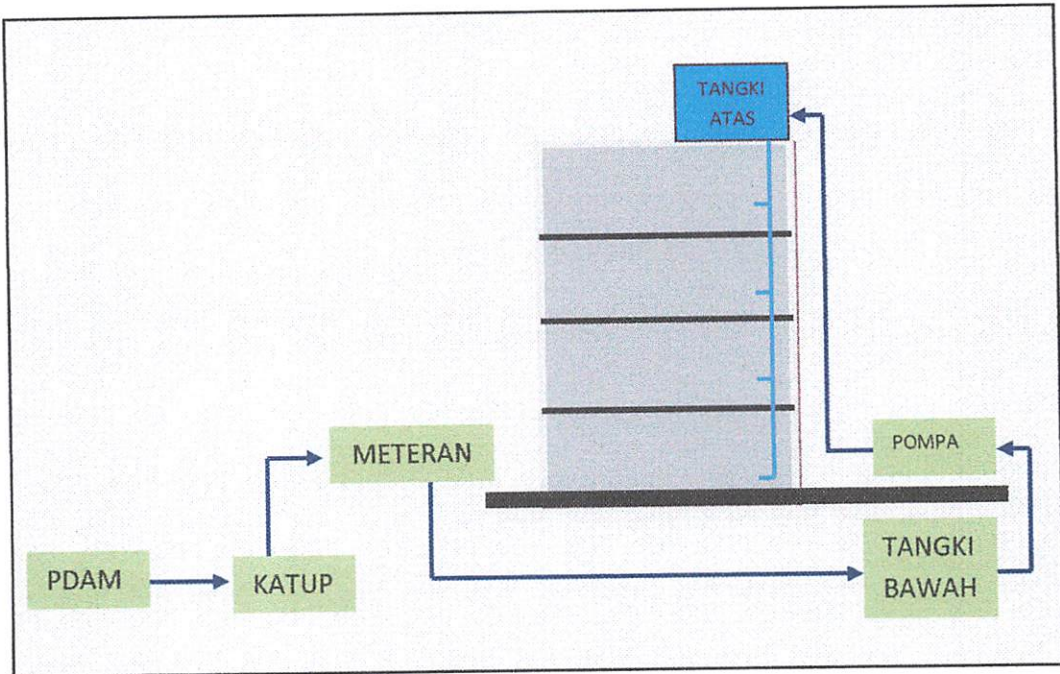 TANGKI
ATAS
METERAN
POMPA
PDAM
KATUP
TANGKI
BAWAH